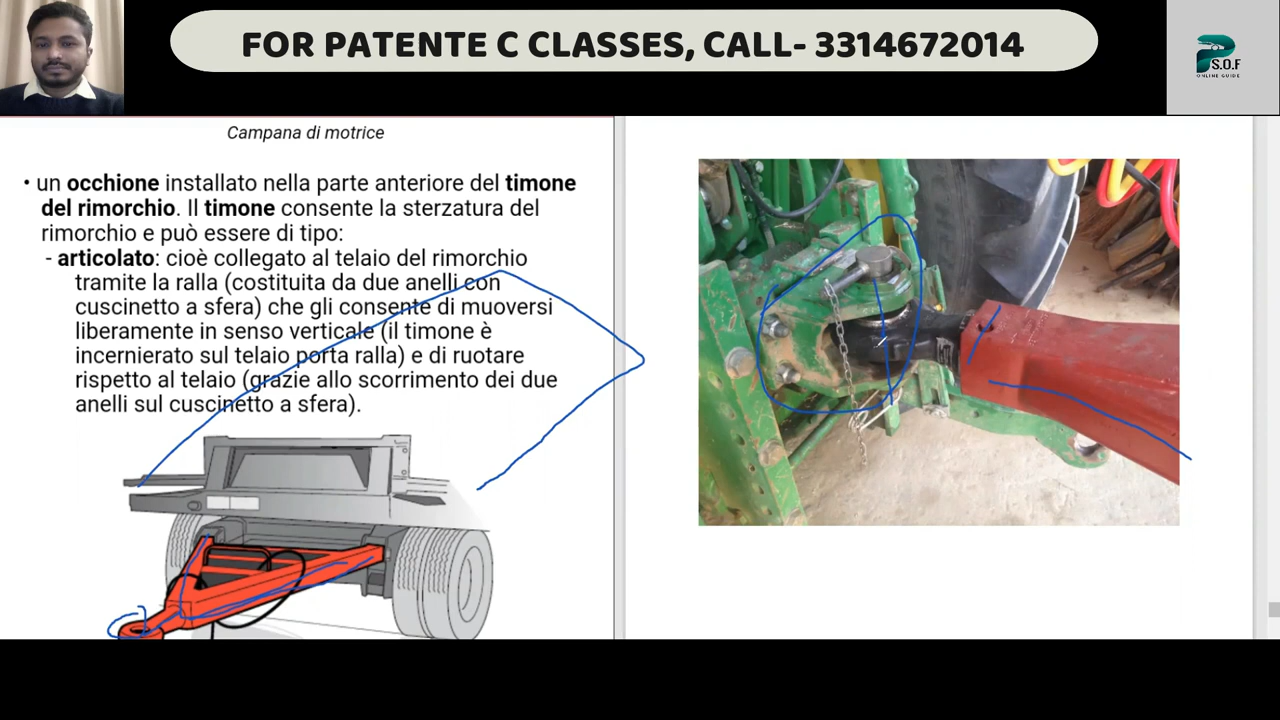 FOR PATENTE C CLASSES, CALL- 3314672014
S.O.F
ONLINE GUIDE
Campana di motrice
• un occhione installato nella parte anteriore del timone
del rimorchio. Il timone consente la sterzatura del
rimorchio e può essere di tipo:
- articolato: cioè collegato al telaio del rimorchio
tramite la ralla (costituita da due anelli con
cuscinetto a sfera) che gli consente di muoversi
liberamente in senso verticale (il timone è
incernierato sul telaio porta ralla) e di ruotare
rispetto al telaio (grazie allo scorrimento dei due
anelli sul cuscinetto a sfera).